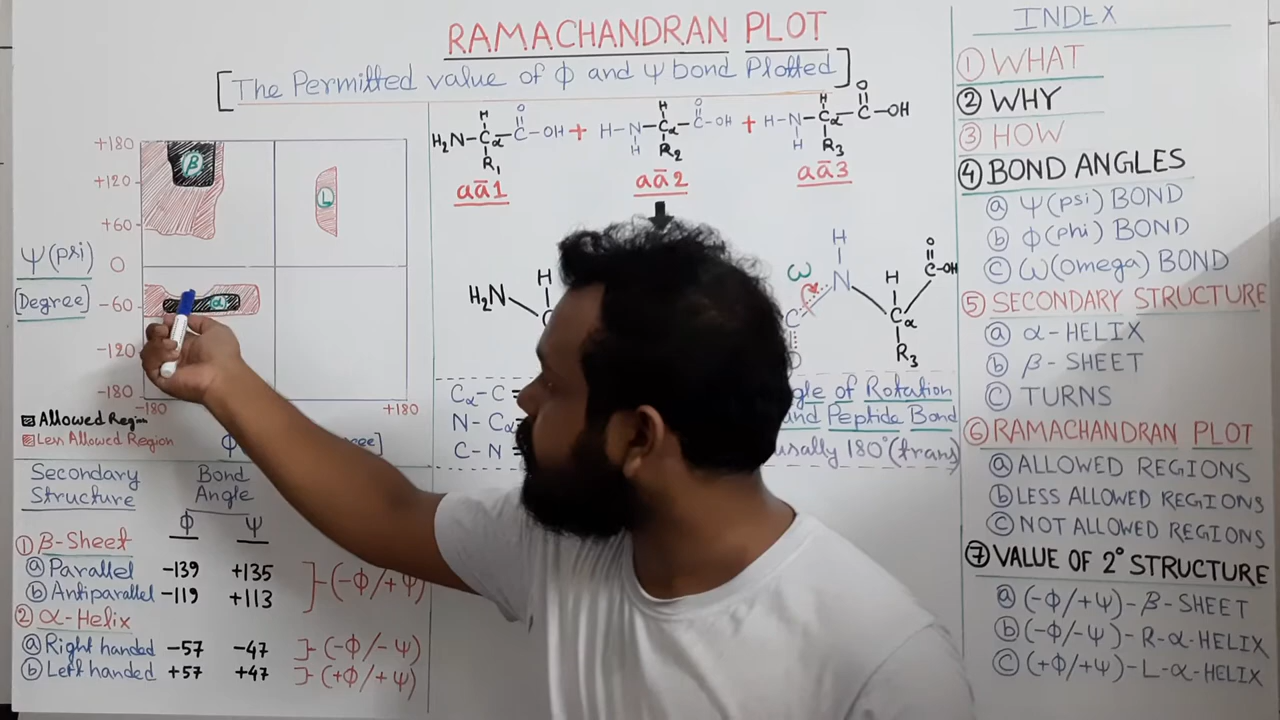 RAMACHANDRAN PLOT
[The Permitted value of Φ and Ψ bond Plotted]
+180
+120
+60
0
-60
-120
-180
-180
+180
Ψ(psi)
[Degree]
β
L
α
Allowed Region
Less Allowed Region
H H H
H₂N-Cα-C-OH + H-N-Cα-C-OH + H-N-Cα-C-OH
O O O
H H
R₁ R₂ R₃
aā1 aā2 aā3
H₂N
H
ω
H
N
C
H
Cα
R₃
O
C-OH
Cα-C =
N-Cα
C-N =
gle of Rotation
und Peptide Bond
usally 180°(trans)
Secondary Structure
Bond Angle
Φ Ψ
① β-Sheet
ⓐ Parallel -139 +135
ⓑ Antiparallel -119 +113
}-(-Φ/+Ψ)
② α-Helix
ⓐ Right handed -57 -47 }-(-Φ/-Ψ)
ⓑ Left handed +57 +47 }-(+Φ/+Ψ)
INDEX
① WHAT
② WHY
③ HOW
④ BOND ANGLES
ⓐ Ψ(psi) BOND
ⓑ Φ(phi) BOND
ⓒ ω(omega) BOND
⑤ SECONDARY STRUCTURE
ⓐ α-HELIX
ⓑ β-SHEET
ⓒ TURNS
⑥ RAMACHANDRAN PLOT
ⓐ ALLOWED REGIONS
ⓑ LESS ALLOWED REGIONS
ⓒ NOT ALLOWED REGIONS
⑦ VALUE OF 2° STRUCTURE
ⓐ (-Φ/+Ψ)-β-SHEET
ⓑ (-Φ/-Ψ)-R-α-HELIX
ⓒ (+Φ/+Ψ)-L-α-HELIX